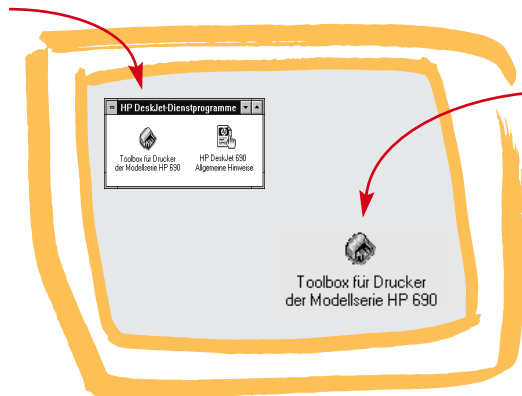 HP DeskJet-Dienstprogramme
Toolbox für Drucker
der Modellserie HP 690
HP DeskJet 690
Allgemeine Hinweise
Toolbox für Drucker
der Modellserie HP 690